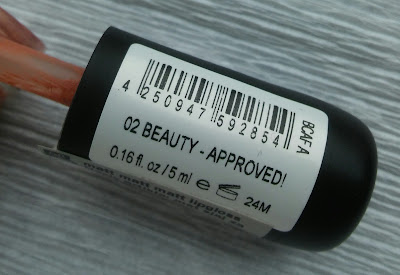 4 250947 592854
BCAF A
02 BEAUTY - APPROVED!
0.16 fl. oz / 5 ml e 24M
matt matt matt lipgloss